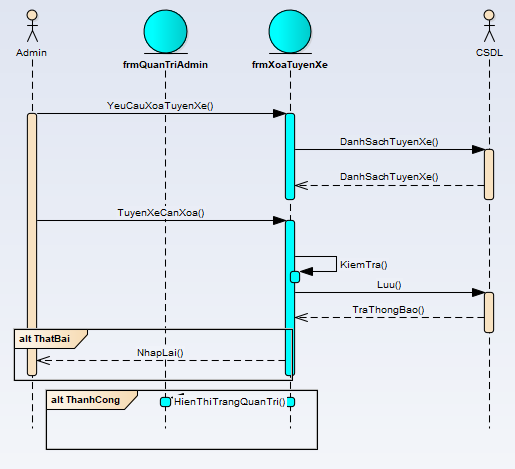 Admin
frmQuanTriAdmin
frmXoaTuyenXe
CSDL
YeuCauXoaTuyenXe()
DanhSachTuyenXe()
DanhSachTuyenXe()
TuyenXeCanXoa()
KiemTra()
Luu()
TraThongBao()
alt ThatBai
NhapLai()
alt ThanhCong
HienThiTrangQuanTri()